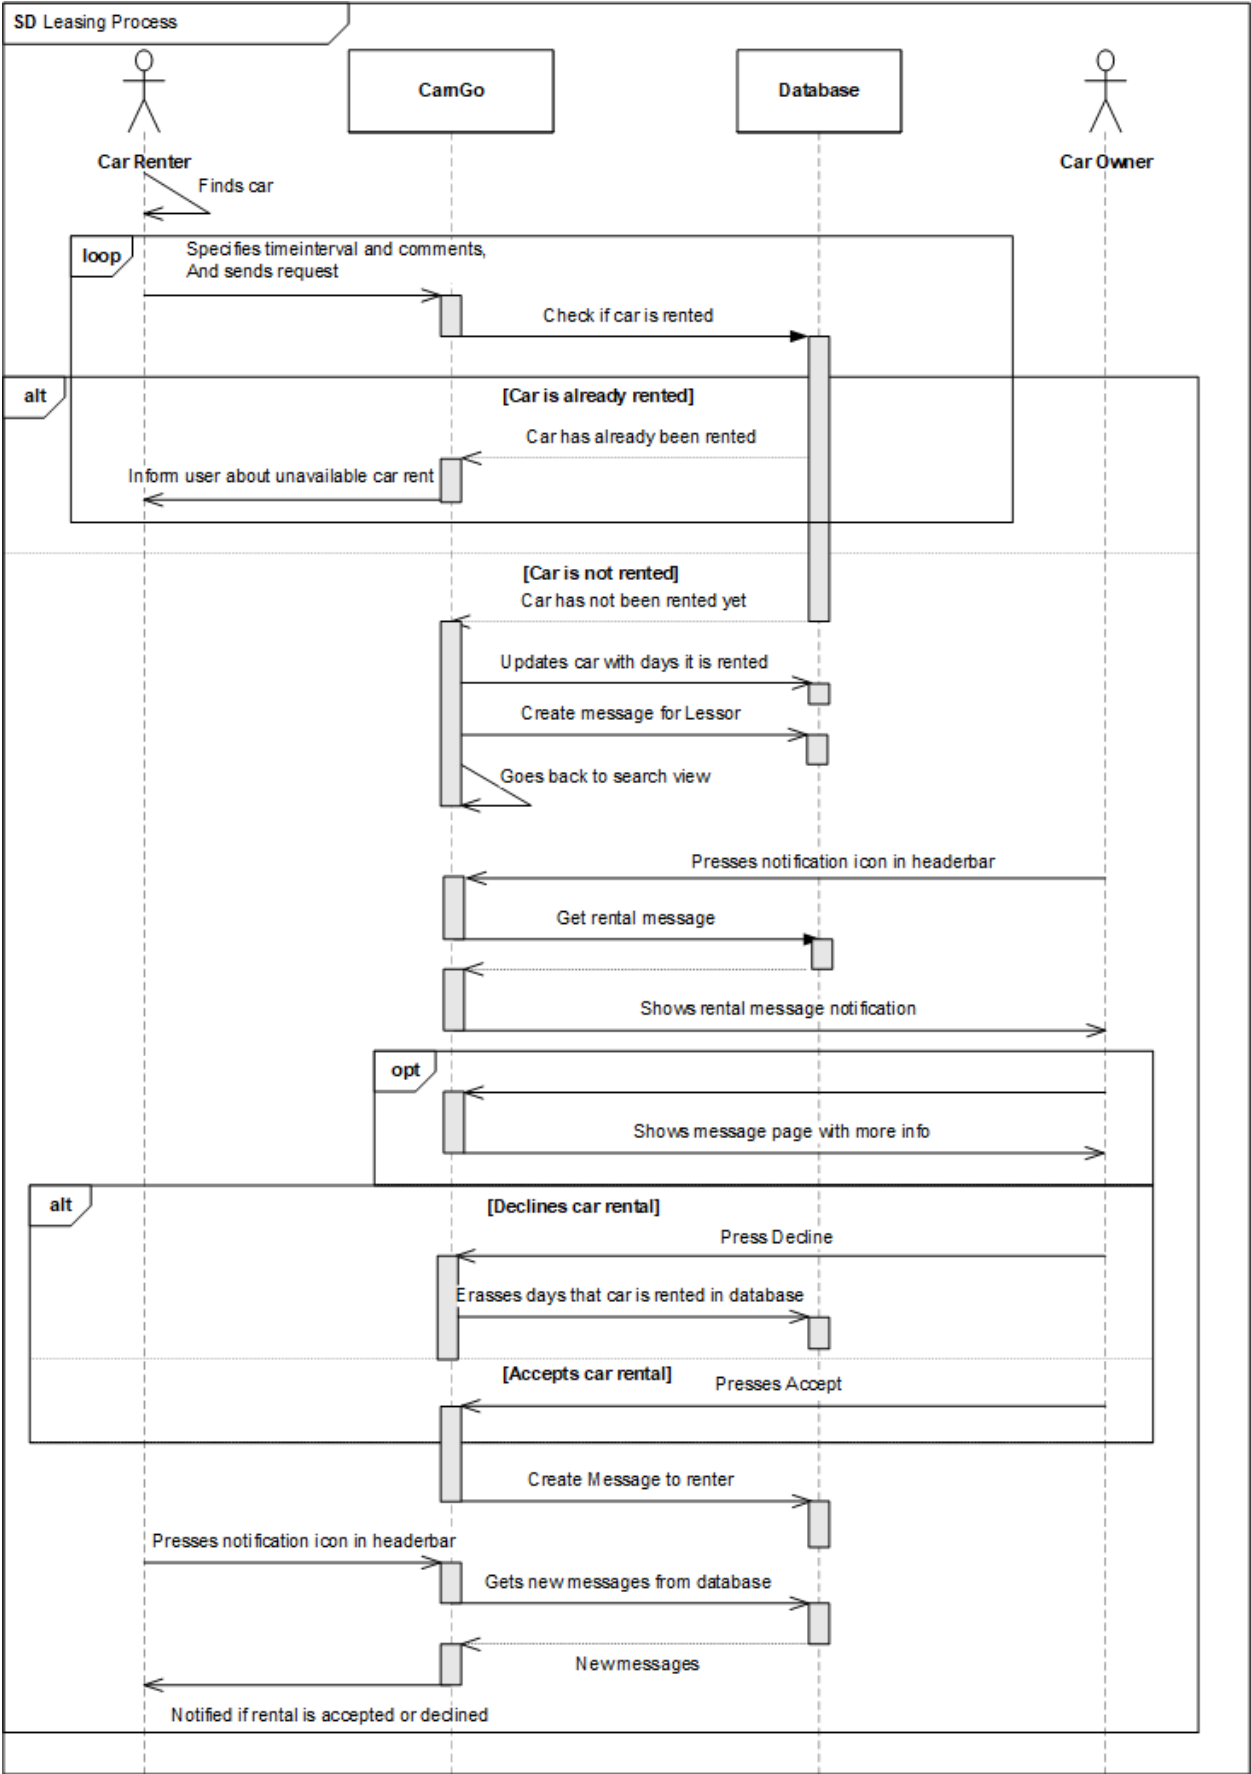 SD Leasing Process
CarnGo
Database
Car Renter
Car Owner
Finds car
loop
Specifies timeinterval and comments,
And sends request
Check if car is rented
alt
[Car is already rented]
Car has already been rented
Inform user about unavailable car rent
[Car is not rented]
Car has not been rented yet
Updates car with days it is rented
Create message for Lessor
Goes back to search view
Presses notification icon in headerbar
Get rental message
Shows rental message notification
opt
Shows message page with more info
alt
[Declines car rental]
Press Decline
Erasses days that car is rented in database
[Accepts car rental]
Presses Accept
Create Message to renter
Presses notification icon in headerbar
Gets new messages from database
New messages
Notified if rental is accepted or declined